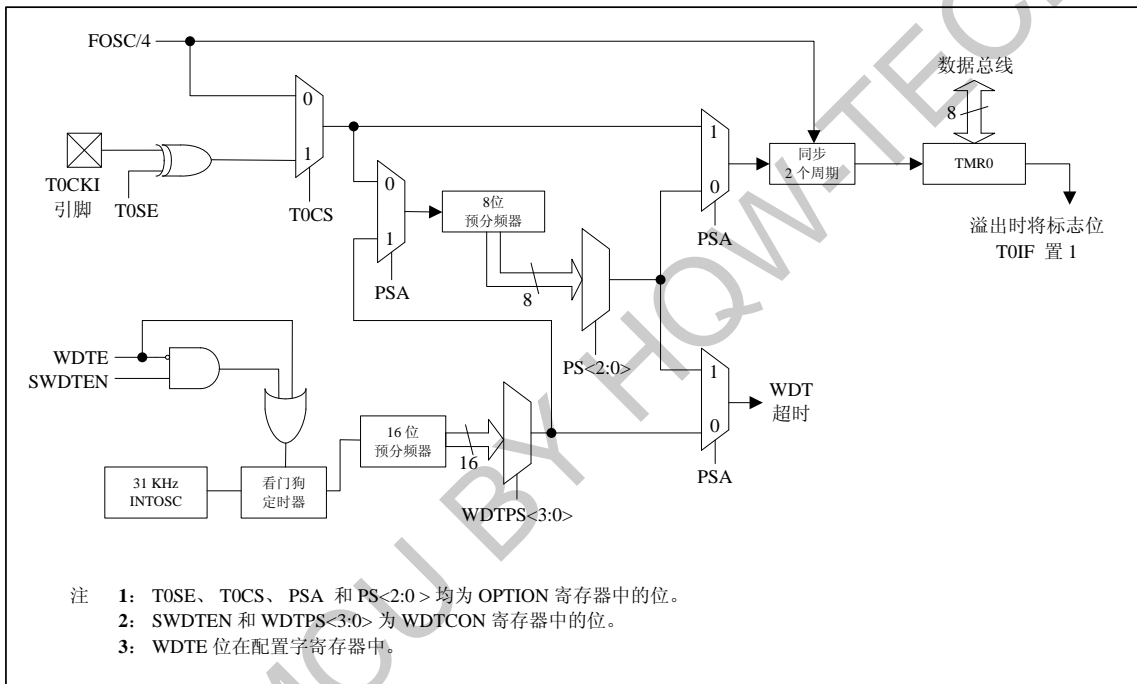 FOSC/4
数据总线
8
0
1
T0CKI
引脚
T0SE
T0CS
0
1
PSA
8位
预分频器
8
PS<2:0>
1
0
PSA
同步
2 个周期
TMR0
溢出时将标志位
T0IF 置 1
WDTE
SWDTEN
31 KHz
INTOSC
看门狗
定时器
16 位
预分频器
16
WDTPS<3:0>
1
0
PSA
WDT
超时
注 1: T0SE、 T0CS、 PSA 和 PS<2:0 > 均为 OPTION 寄存器中的位。
2: SWDTEN 和 WDTPS<3:0> 为 WDTCON 寄存器中的位。
3: WDTE 位在配置字寄存器中。
MCU BY HQW-TEC